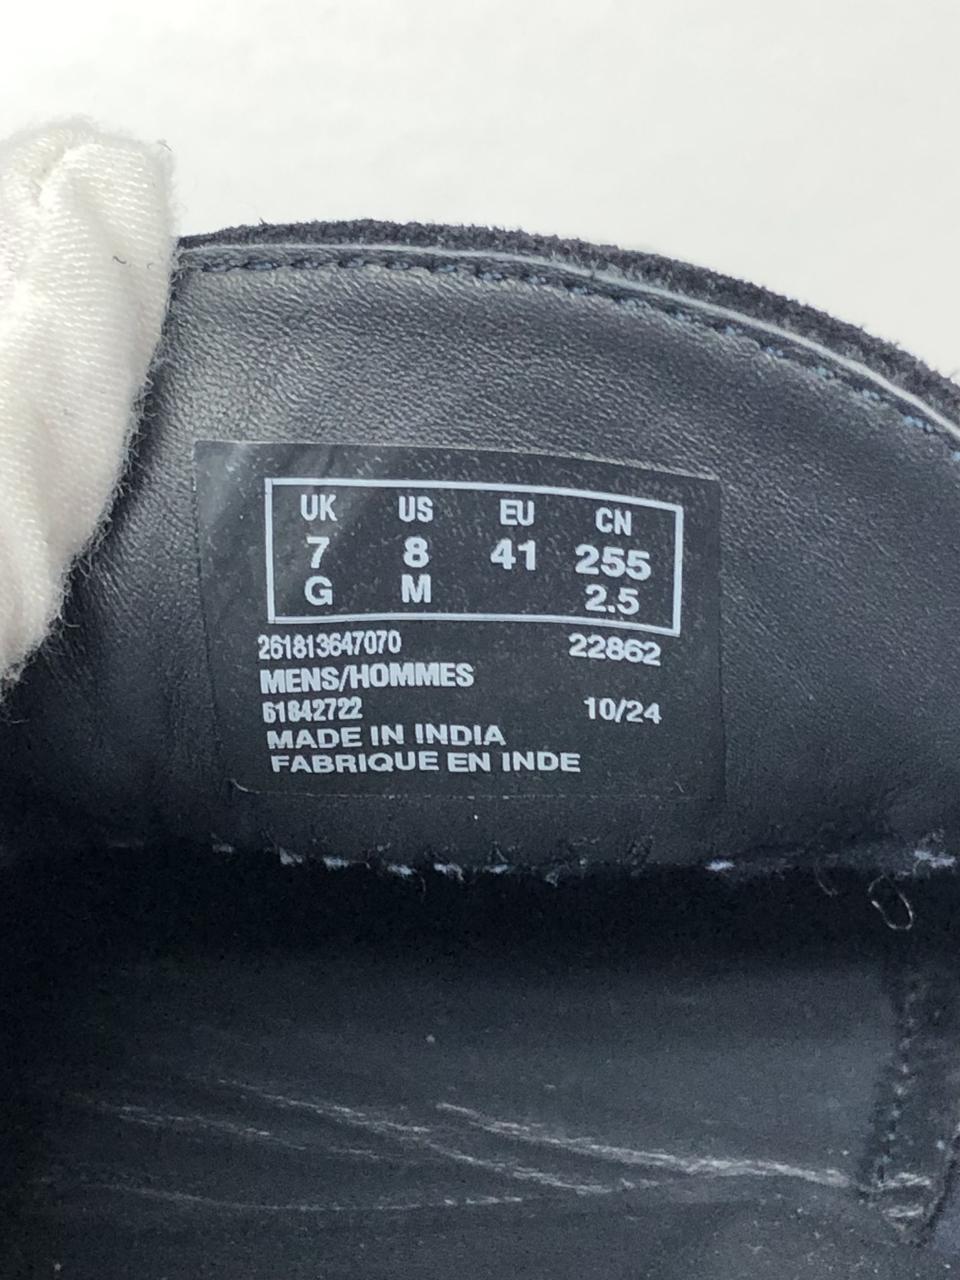 UK US EU CN
7 8 41 255
G M 2.5
261813647070 22862
MENS/HOMMES
61842722 10/24
MADE IN INDIA
FABRIQUE EN INDE